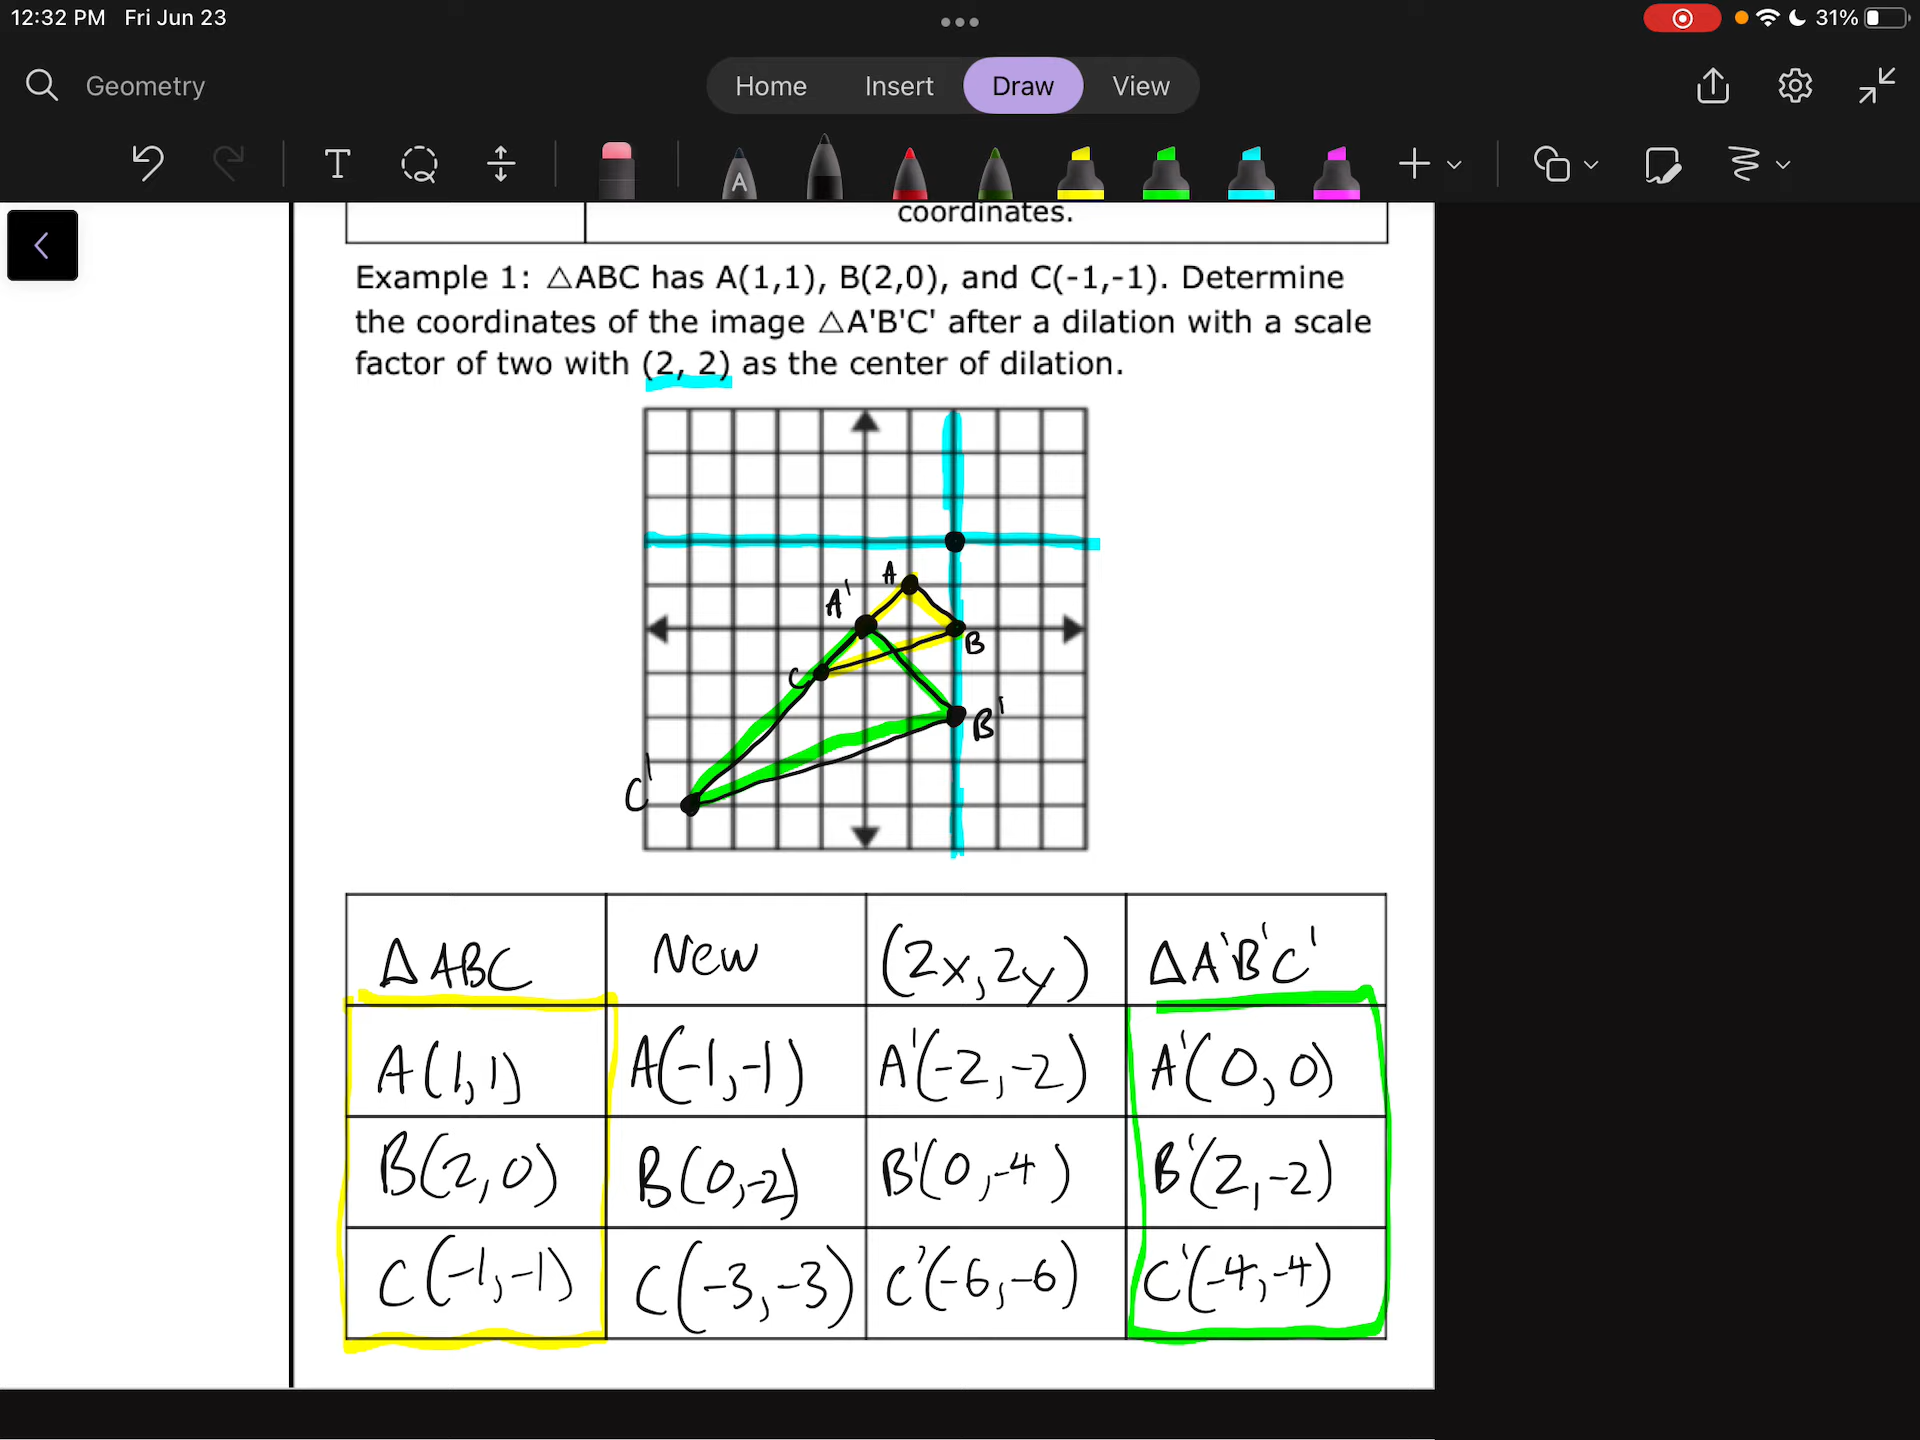 12:32 PM Fri Jun 23
31%
Geometry
Home Insert Draw View
T
A
coordinates.
Example 1: △ABC has A(1,1), B(2,0), and C(-1,-1). Determine
the coordinates of the image △A'B'C' after a dilation with a scale
factor of two with (2, 2) as the center of dilation.
A
A'
B
C
B'
C'
△ABC New (2x,2y) △A'B'C'
A(1,1) A(-1,-1) A'(-2,-2) A'(0,0)
B(2,0) B(0,-2) B'(0,-4) B'(2,-2)
C(-1,-1) C(-3,-3) C'(-6,-6) C'(-4,-4)